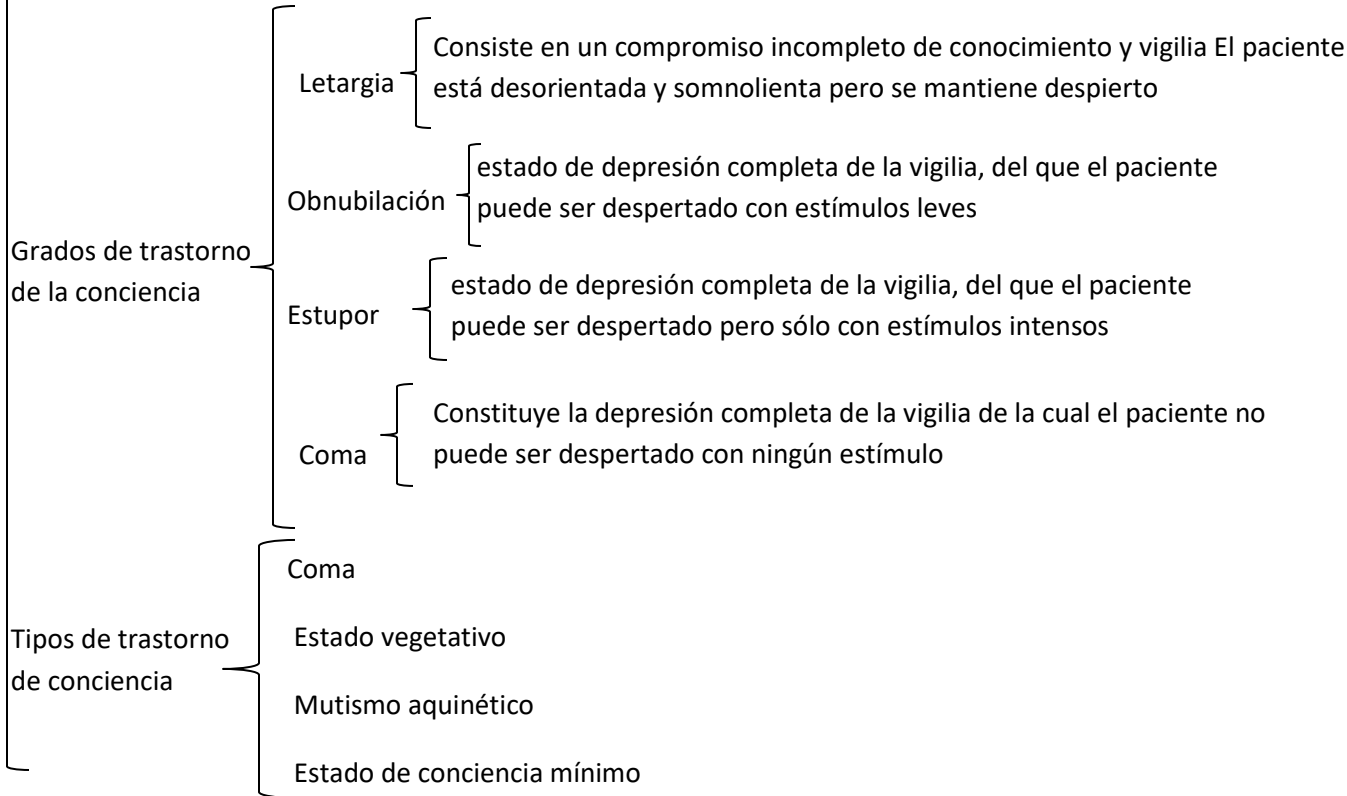 Letargia
Consiste en un compromiso incompleto de conocimiento y vigilia El paciente
está desorientada y somnolienta pero se mantiene despierto
Obnubilación
estado de depresión completa de la vigilia, del que el paciente
puede ser despertado con estímulos leves
Grados de trastorno
de la conciencia
Estupor
estado de depresión completa de la vigilia, del que el paciente
puede ser despertado pero sólo con estímulos intensos
Coma
Constituye la depresión completa de la vigilia de la cual el paciente no
puede ser despertado con ningún estímulo
Tipos de trastorno
de conciencia
Coma
Estado vegetativo
Mutismo aquinético
Estado de conciencia mínimo